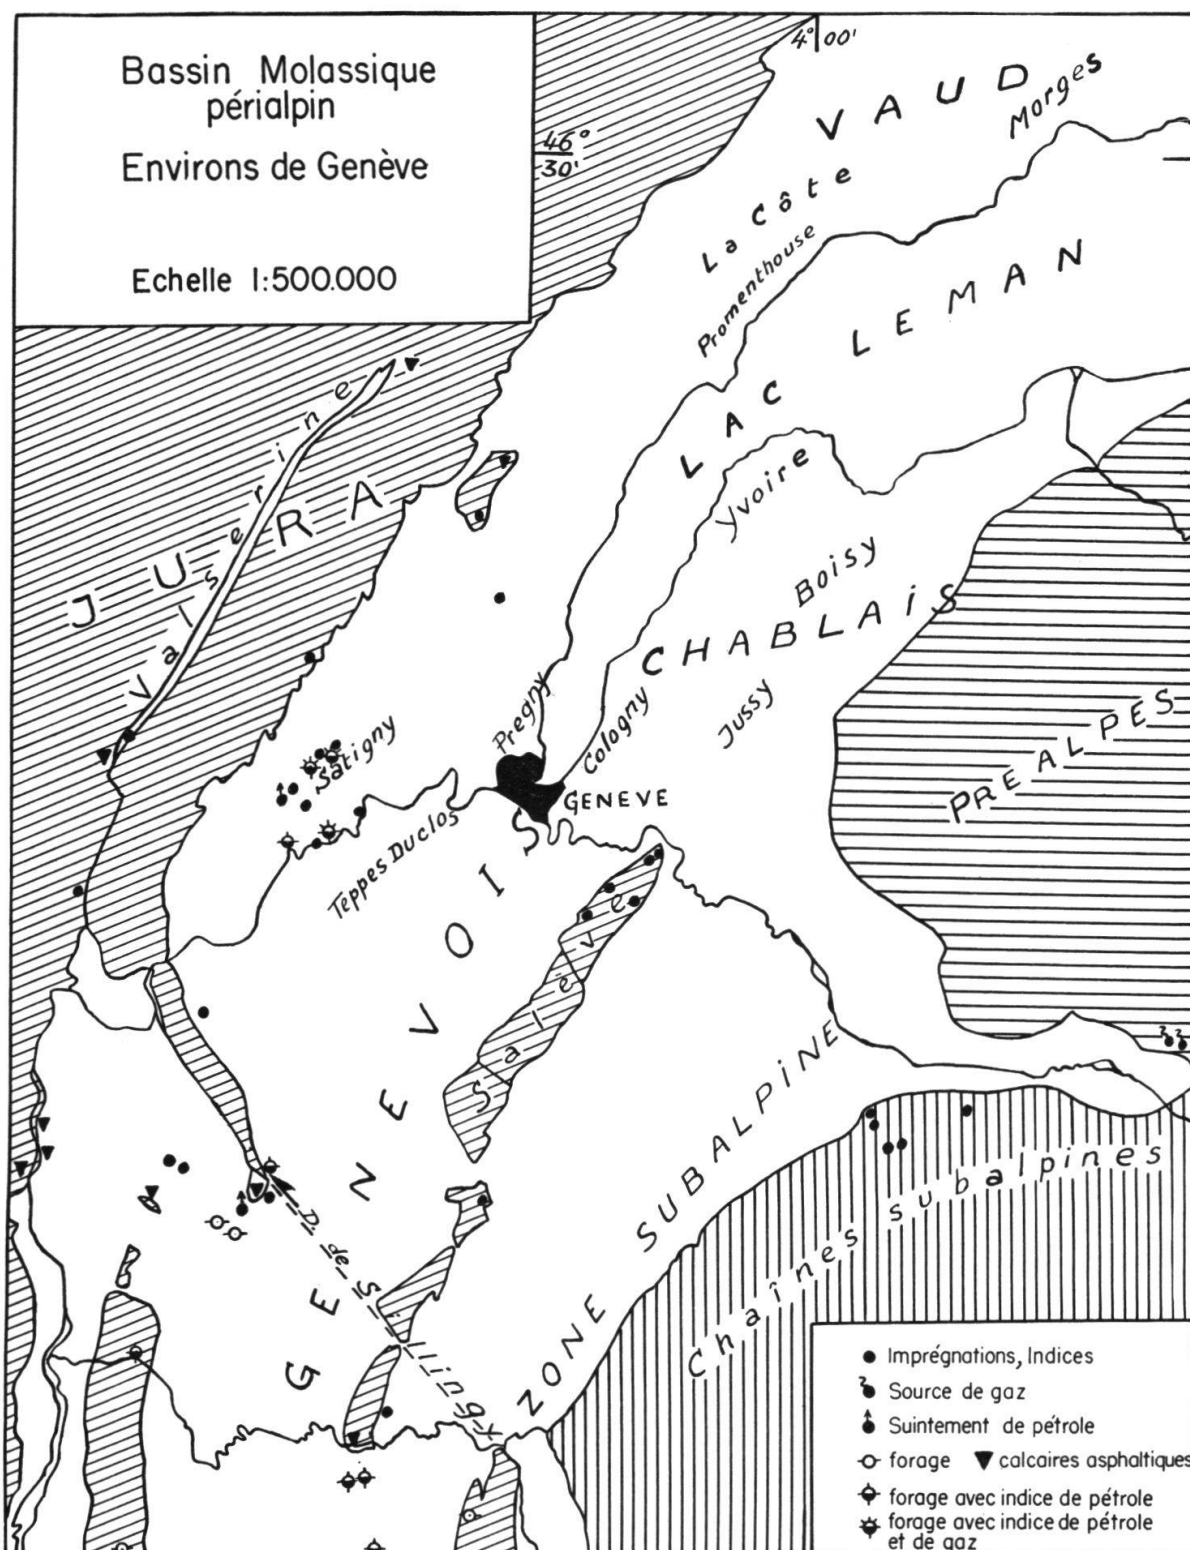 Bassin Molassique
périalpin
Environs de Genève
Echelle 1:500.000
4° 00'
46°
30'
VAUD
Morges
La Côte
Promenthouse
LAC LEMAN
Valserine
JURA
Yvoire
Boisy
CHABLAIS
Jussy
Pregny
Cologny
Satigny
GENEVE
Teppes Duclos
PREALPES
GENEVOIS
Salève
ZONE SUBALPINE
Chaînes subalpines
D. de Sillingy
Imprégnations, Indices
Source de gaz
Suintement de pétrole
forage calcaires asphaltiques
forage avec indice de pétrole
forage avec indice de pétrole
et de gaz